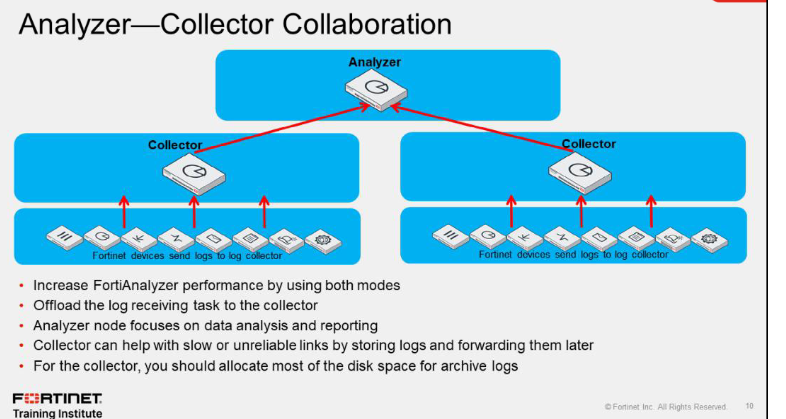 Analyzer—Collector Collaboration
Analyzer
Collector
Collector
Fortinet devices send logs to log collector
Fortinet devices send logs to log collector
• Increase FortiAnalyzer performance by using both modes
• Offload the log receiving task to the collector
• Analyzer node focuses on data analysis and reporting
• Collector can help with slow or unreliable links by storing logs and forwarding them later
• For the collector, you should allocate most of the disk space for archive logs
FORTINET
Training Institute
© Fortinet Inc. All Rights Reserved. 10